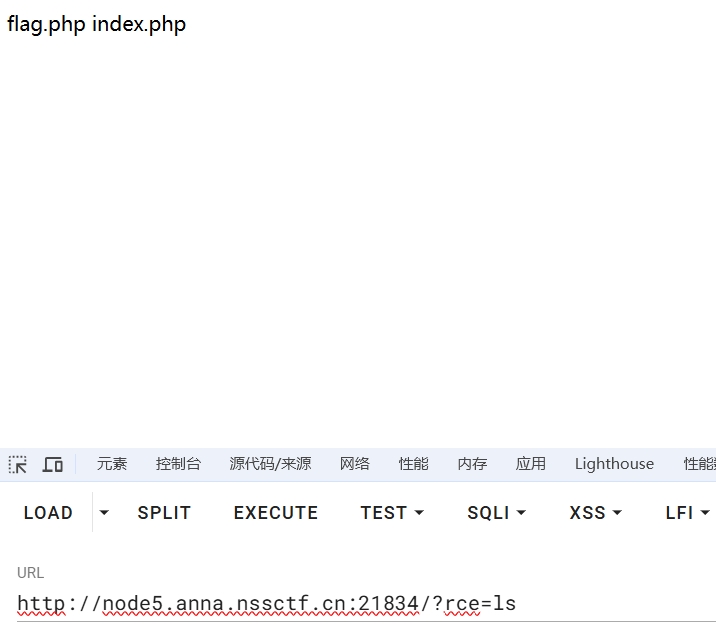 flag.php index.php
元素 控制台 源代码/来源 网络 性能 内存 应用 Lighthouse 性能
LOAD SPLIT EXECUTE TEST SQLI XSS LFI
URL
http://node5.anna.nssctf.cn:21834/?rce=ls